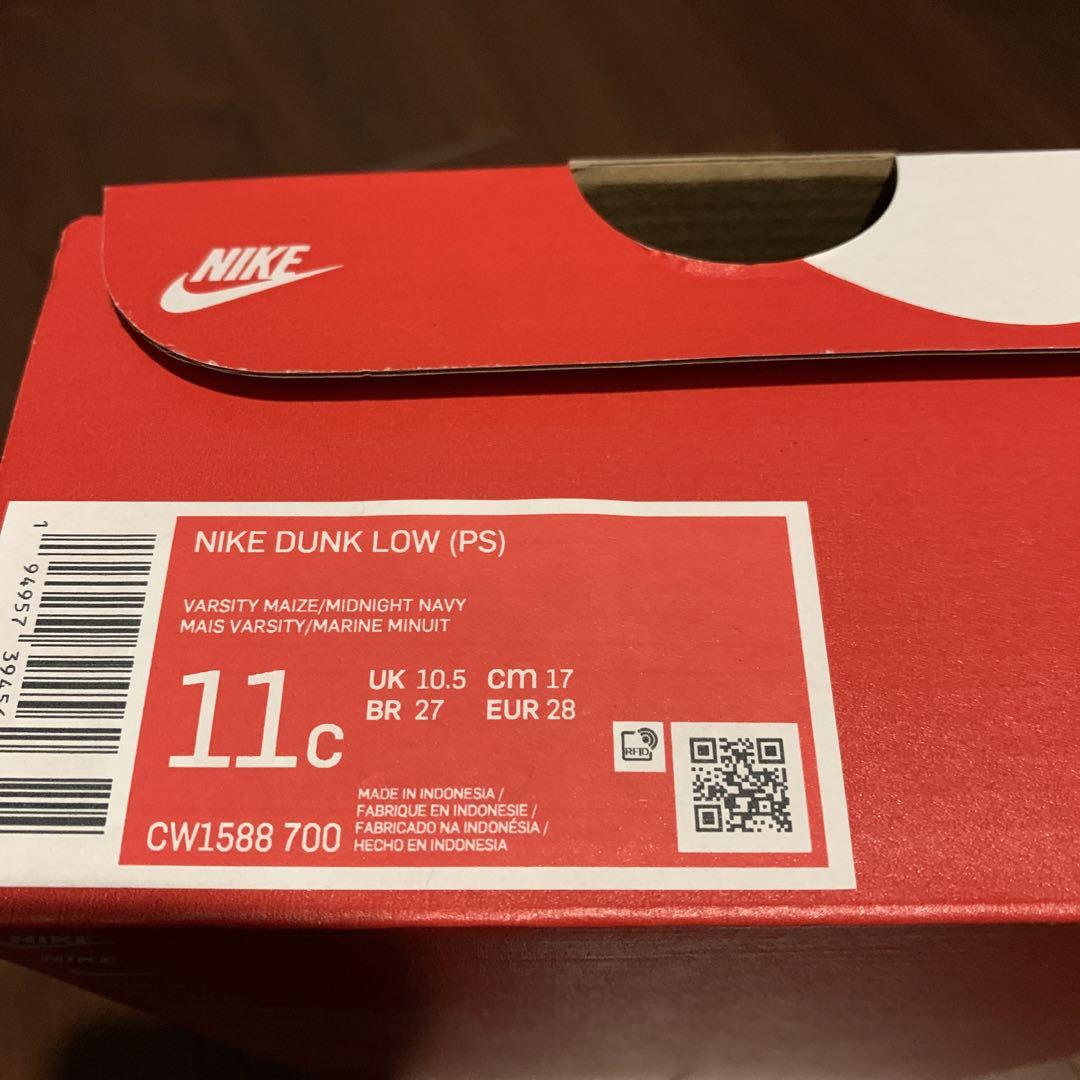 NIKE
NIKE DUNK LOW (PS)
VARSITY MAIZE/MIDNIGHT NAVY
MAIS VARSITY/MARINE MINUIT
11c
UK 10.5 cm 17
BR 27 EUR 28
RFID
MADE IN INDONESIA /
FABRIQUE EN INDONESIE /
FABRICADO NA INDONÉSIA /
HECHO EN INDONESIA
CW1588 700
1 94957
NIKE
NIKE